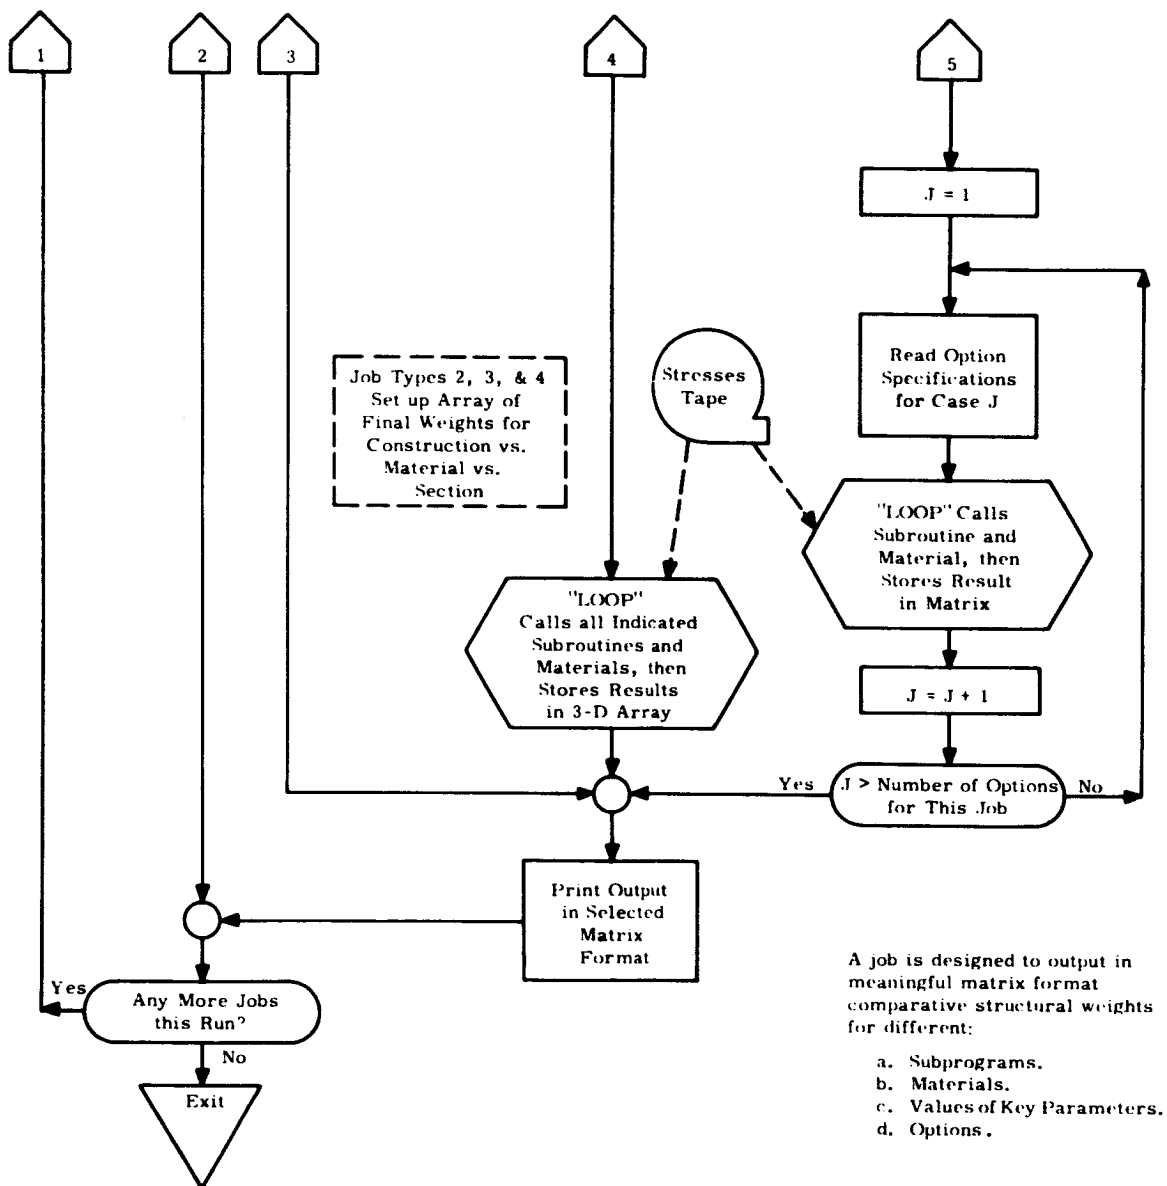 1
2
3
4
5
J = 1
Read Option
Specifications
for Case J
Job Types 2, 3, & 4
Set up Array of
Final Weights for
Construction vs.
Material vs.
Section
Stresses
Tape
"LOOP" Calls
Subroutine and
Material, then
Stores Result
in Matrix
"LOOP"
Calls all Indicated
Subroutines and
Materials, then
Stores Results
in 3-D Array
J = J + 1
Yes
J > Number of Options
for This Job
No
Print Output
in Selected
Matrix
Format
Yes
Any More Jobs
this Run?
No
Exit
A job is designed to output in
meaningful matrix format
comparative structural weights
for different:
a. Subprograms.
b. Materials.
c. Values of Key Parameters.
d. Options.